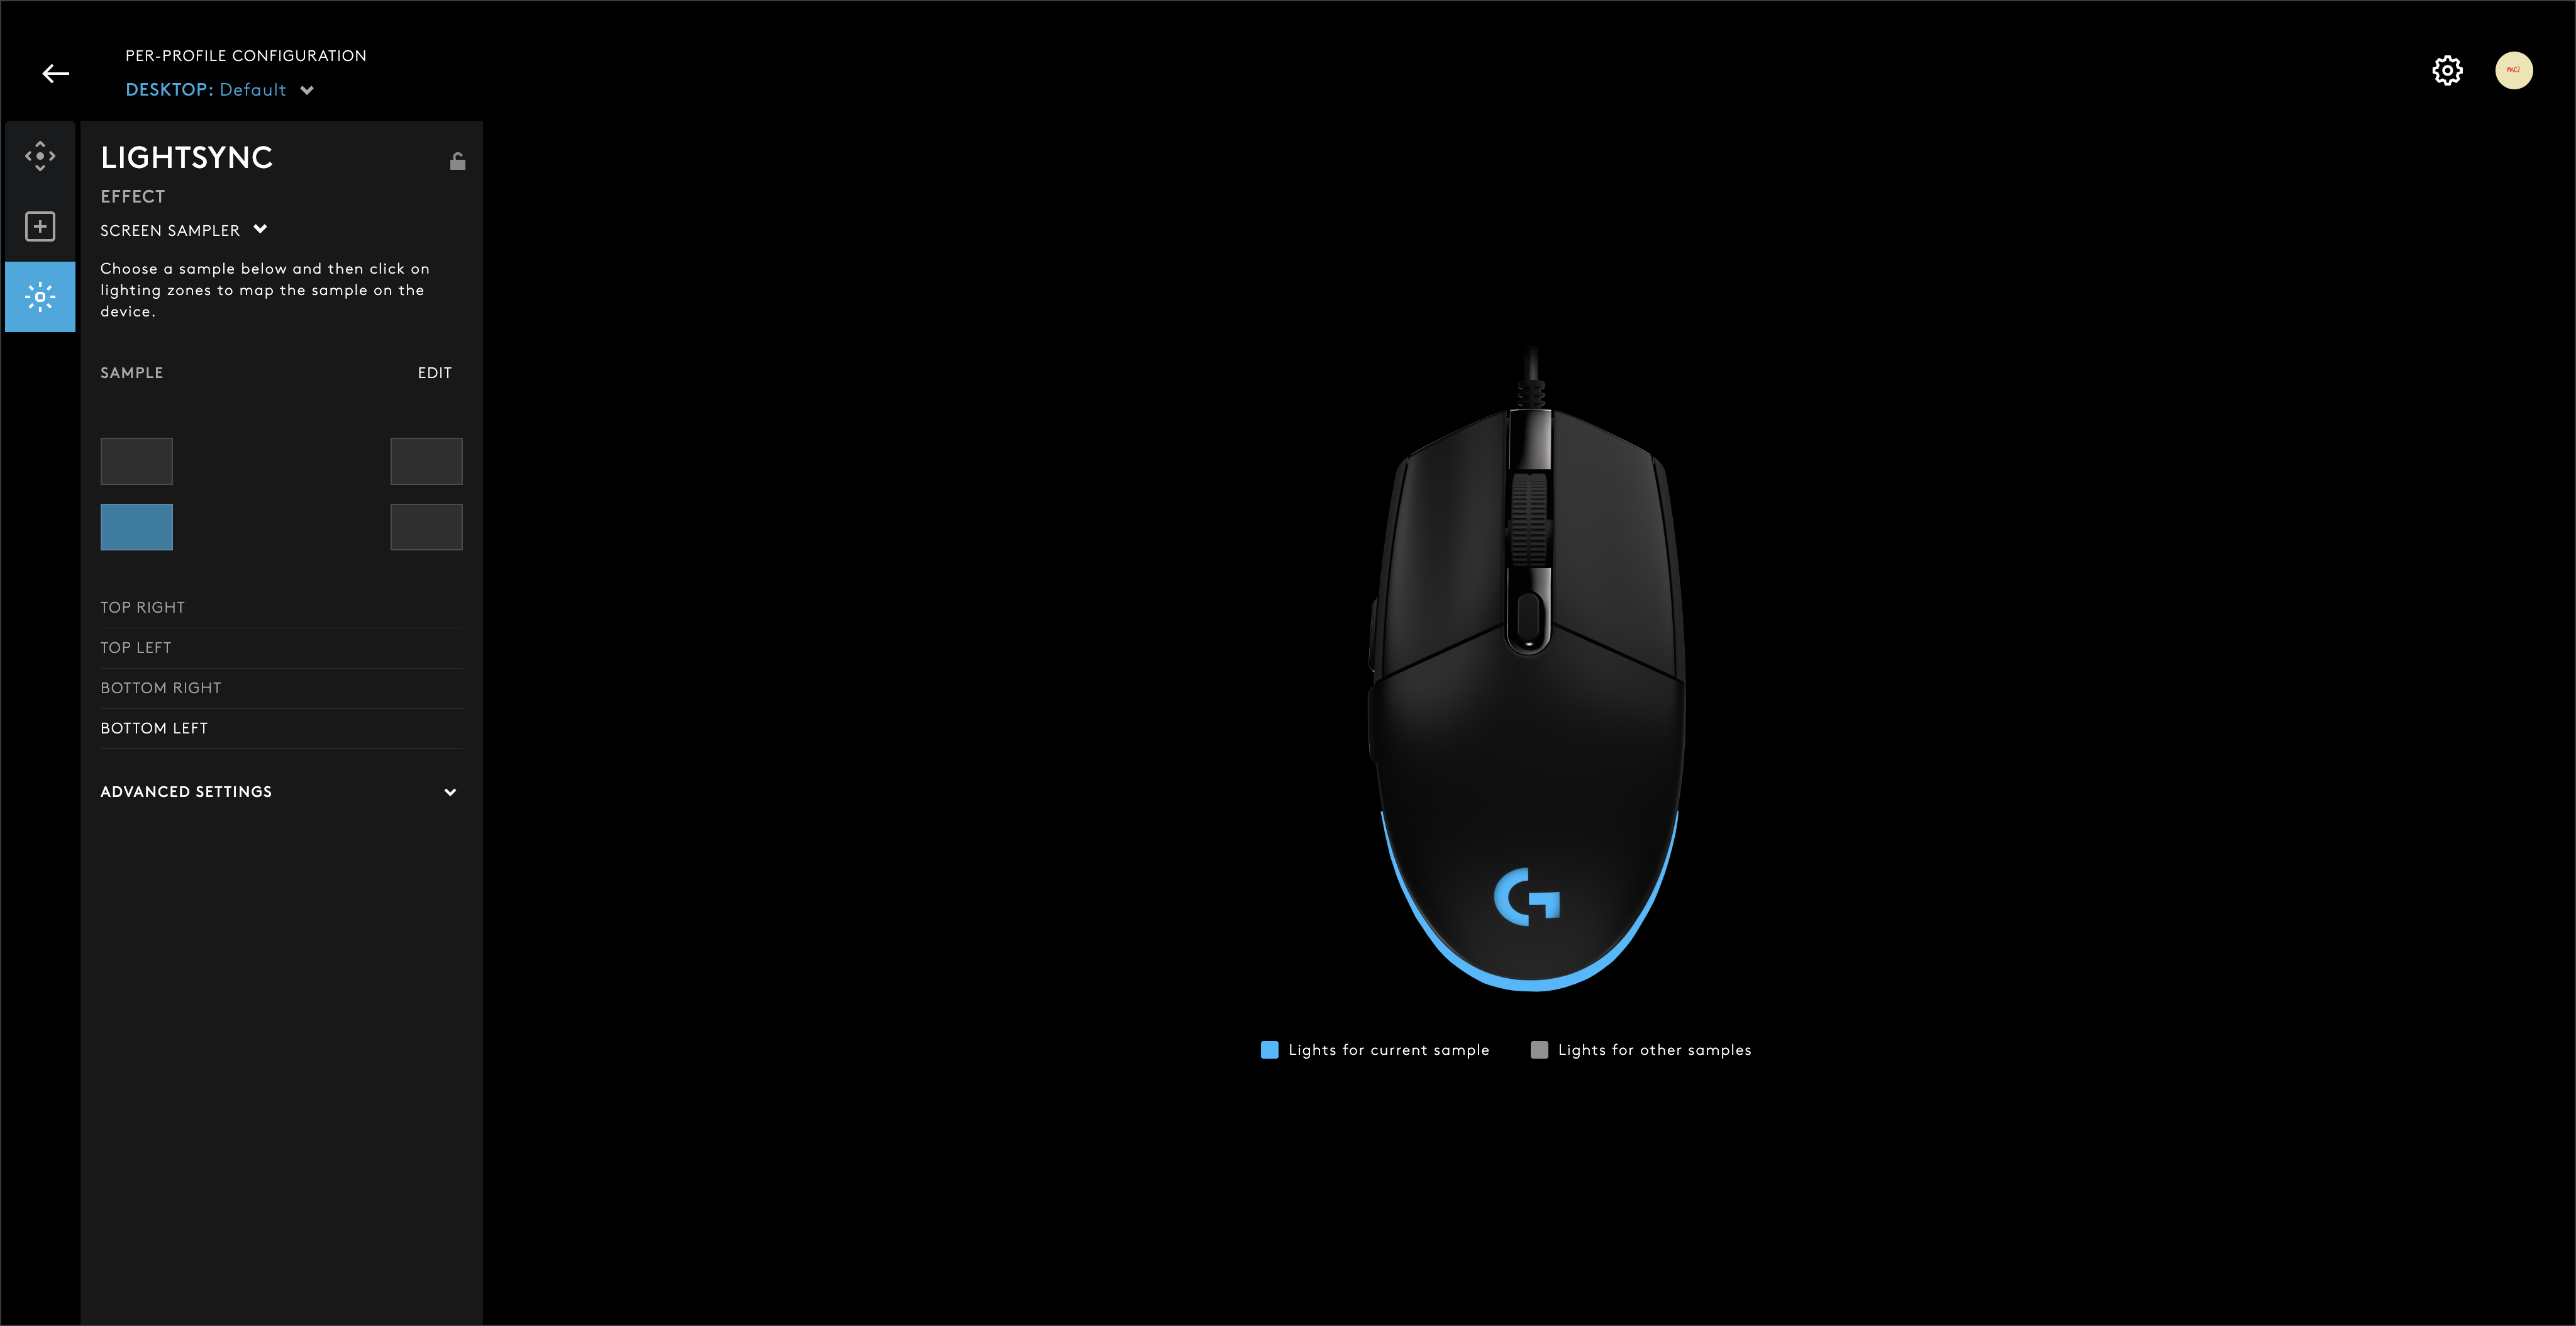 PER-PROFILE CONFIGURATION
DESKTOP: Default
MAC2
LIGHTSYNC
EFFECT
SCREEN SAMPLER
Choose a sample below and then click on
lighting zones to map the sample on the
device.
SAMPLE EDIT
TOP RIGHT
TOP LEFT
BOTTOM RIGHT
BOTTOM LEFT
ADVANCED SETTINGS
G
Lights for current sample Lights for other samples